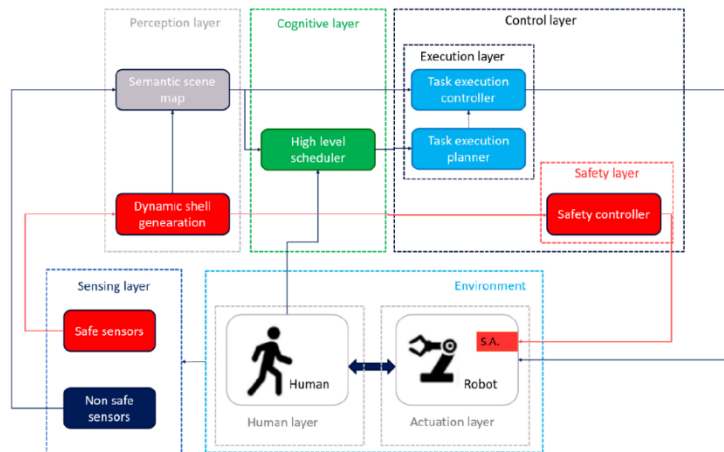 Perception layer
Cognitive layer
Control layer
Execution layer
Semantic scene
map
Task execution
controller
High level
scheduler
Task execution
planner
Safety layer
Dynamic shell
genearation
Safety controller
Sensing layer
Environment
Safe sensors
S.A.
Human
Robot
Non safe
sensors
Human layer
Actuation layer